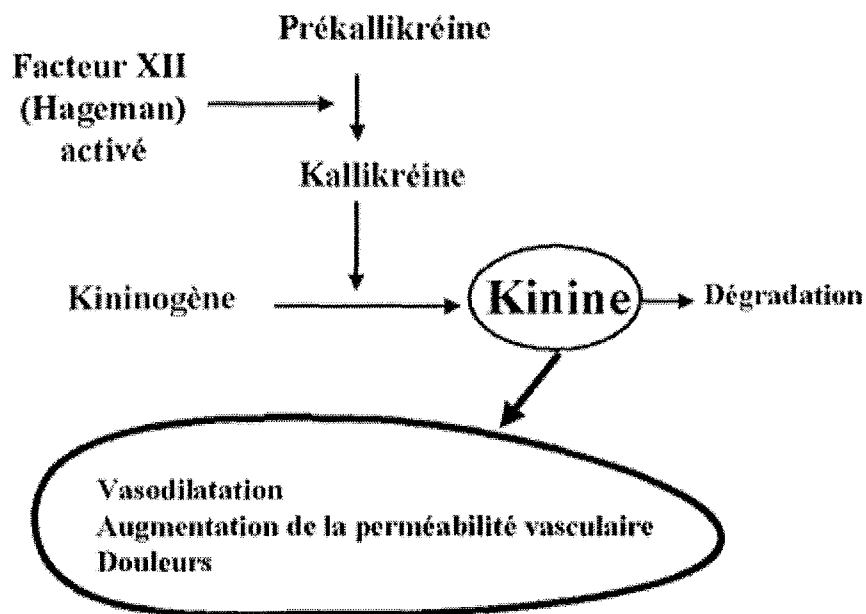 Prékallikréine
Facteur XII
(Hageman)
activé
Kallikréine
Kininogène
Kinine
Dégradation
Vasodilatation
Augmentation de la perméabilité vasculaire
Douleurs